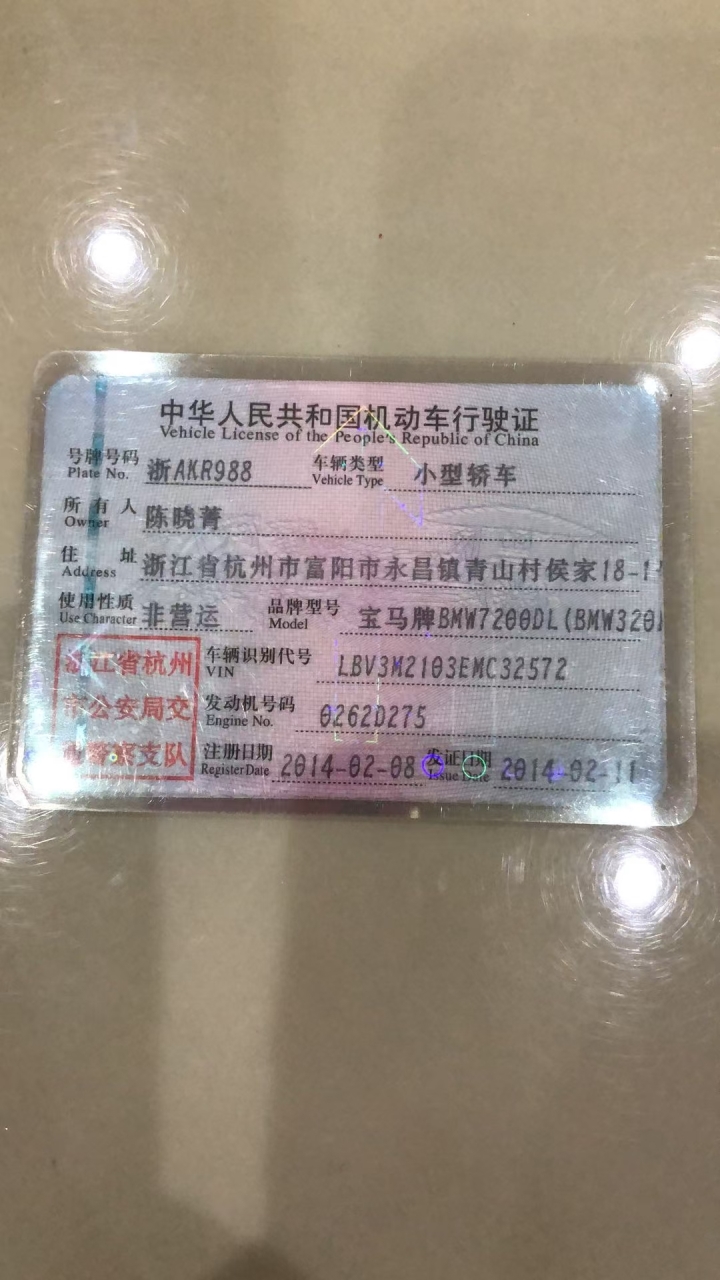 中华人民共和国机动车行驶证
Vehicle License of the People's Republic of China
号牌号码 浙AKR988 车辆类型 小型轿车
Plate No. Vehicle Type
所有人 陈晓菁
Owner
住址 浙江省杭州市富阳市永昌镇青山村侯家18-1
Address
使用性质 非营运 品牌型号 宝马牌BMW7200DL(BMW320
Use Character Model
浙江省杭州
市公安局交
通警察支队
车辆识别代号 LBV3M2103EMC32572
VIN
发动机号码 0262D275
Engine No.
注册日期 2014-02-08 发证日期 2014-02-11
Register Date Issue Date